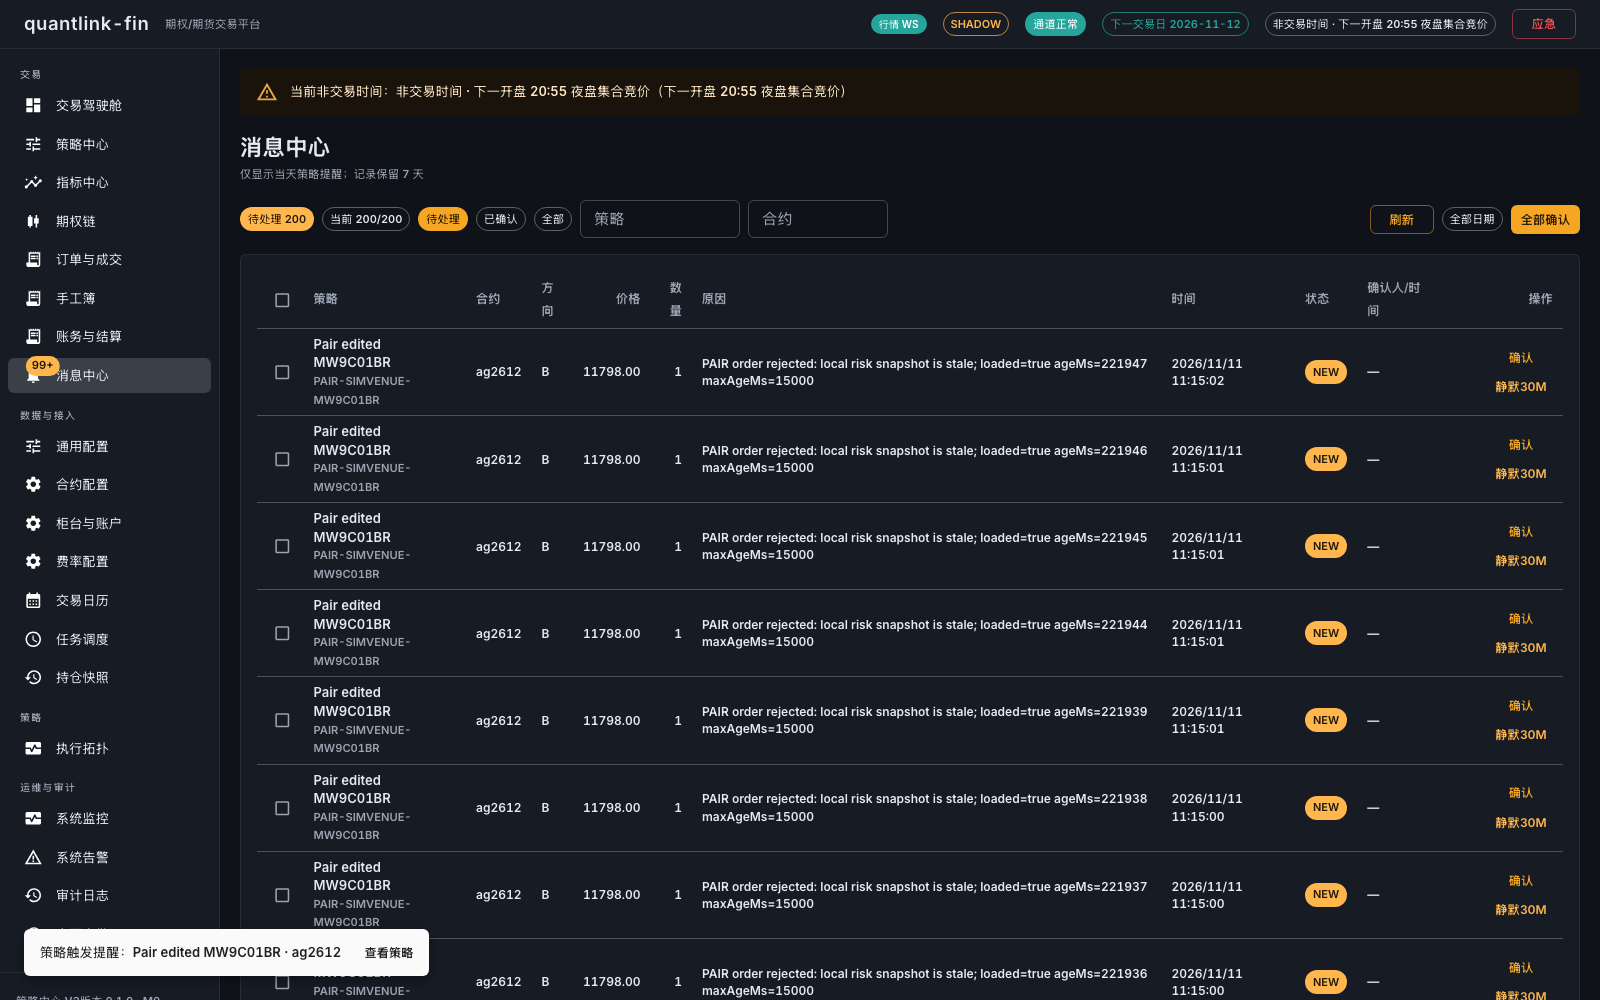 quantlink-fin 期权/期货交易平台 行情 WS SHADOW 通道正常 下一交易日 2026-11-12 非交易时间 · 下一开盘 20:55 夜盘集合竞价 应急
交易
交易驾驶舱
策略中心
指标中心
期权链
订单与成交
手工簿
账务与结算
99+
消息中心
数据与接入
通用配置
合约配置
柜台与账户
费率配置
交易日历
任务调度
持仓快照
策略
执行拓扑
运维与审计
系统监控
系统告警
审计日志
当前非交易时间：非交易时间 · 下一开盘 20:55 夜盘集合竞价（下一开盘 20:55 夜盘集合竞价）
消息中心
仅显示当天策略提醒；记录保留 7 天
待处理 200 当前 200/200 待处理 已确认 全部 策略 合约 刷新 全部日期 全部确认
策略 合约 方向 价格 数量 原因 时间 状态 确认人/时间 操作
Pair edited
MW9C01BR
PAIR-SIMVENUE-
MW9C01BR
ag2612 B 11798.00 1
PAIR order rejected: local risk snapshot is stale; loaded=true ageMs=221947
maxAgeMs=15000
2026/11/11
11:15:02
NEW —
确认
静默30M
Pair edited
MW9C01BR
PAIR-SIMVENUE-
MW9C01BR
ag2612 B 11798.00 1
PAIR order rejected: local risk snapshot is stale; loaded=true ageMs=221946
maxAgeMs=15000
2026/11/11
11:15:01
NEW —
确认
静默30M
Pair edited
MW9C01BR
PAIR-SIMVENUE-
MW9C01BR
ag2612 B 11798.00 1
PAIR order rejected: local risk snapshot is stale; loaded=true ageMs=221945
maxAgeMs=15000
2026/11/11
11:15:01
NEW —
确认
静默30M
Pair edited
MW9C01BR
PAIR-SIMVENUE-
MW9C01BR
ag2612 B 11798.00 1
PAIR order rejected: local risk snapshot is stale; loaded=true ageMs=221944
maxAgeMs=15000
2026/11/11
11:15:01
NEW —
确认
静默30M
Pair edited
MW9C01BR
PAIR-SIMVENUE-
MW9C01BR
ag2612 B 11798.00 1
PAIR order rejected: local risk snapshot is stale; loaded=true ageMs=221939
maxAgeMs=15000
2026/11/11
11:15:01
NEW —
确认
静默30M
Pair edited
MW9C01BR
PAIR-SIMVENUE-
MW9C01BR
ag2612 B 11798.00 1
PAIR order rejected: local risk snapshot is stale; loaded=true ageMs=221938
maxAgeMs=15000
2026/11/11
11:15:00
NEW —
确认
静默30M
Pair edited
MW9C01BR
PAIR-SIMVENUE-
MW9C01BR
ag2612 B 11798.00 1
PAIR order rejected: local risk snapshot is stale; loaded=true ageMs=221937
maxAgeMs=15000
2026/11/11
11:15:00
NEW —
确认
静默30M
PAIR-SIMVENUE-
ag2612 B 11798.00 1
PAIR order rejected: local risk snapshot is stale; loaded=true ageMs=221936
maxAgeMs=15000
2026/11/11
11:15:00
NEW —
确认
静默30M
策略触发提醒：Pair edited MW9C01BR · ag2612 查看策略